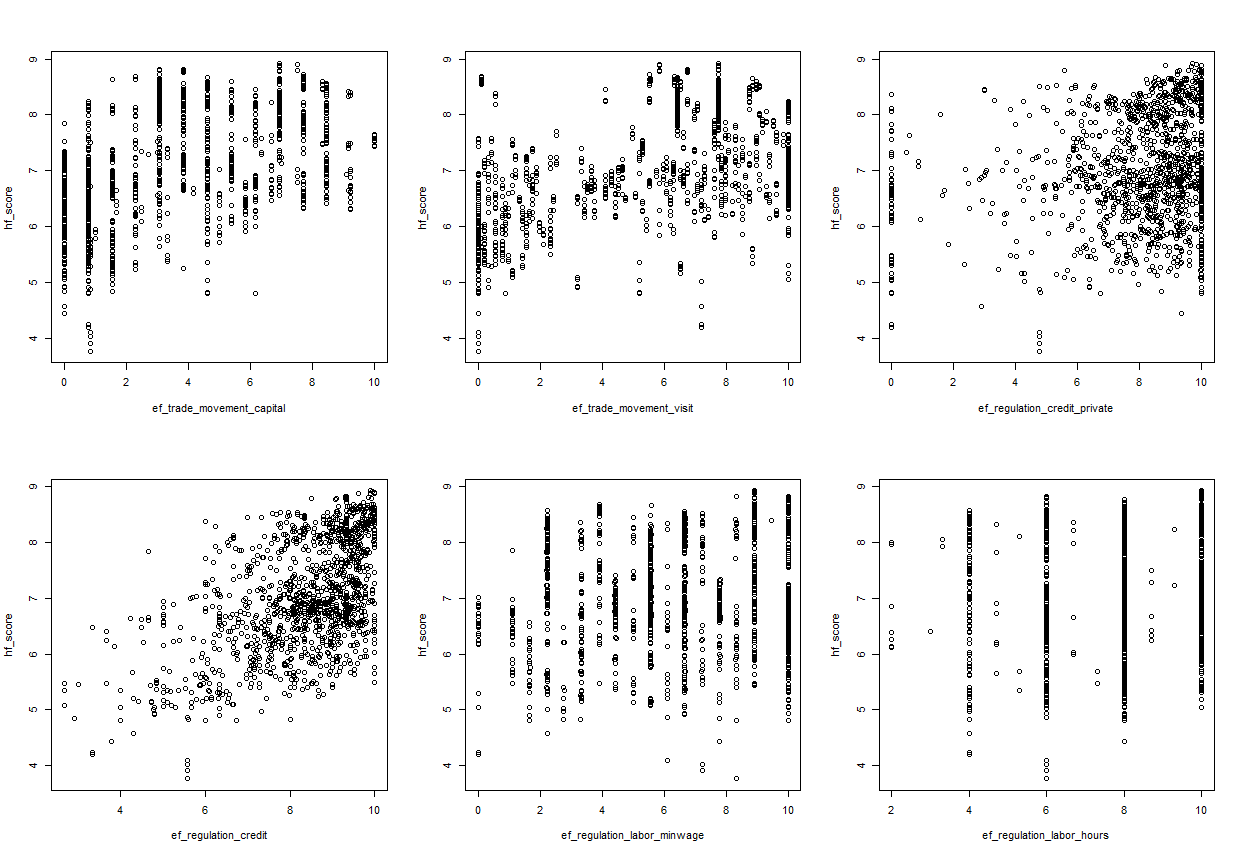 hf_score
4 5 6 7 8 9
0 2 4 6 8 10
ef_trade_movement_capital
hf_score
4 5 6 7 8 9
0 2 4 6 8 10
ef_trade_movement_visit
hf_score
4 5 6 7 8 9
0 2 4 6 8 10
ef_regulation_credit_private
hf_score
4 5 6 7 8 9
4 6 8 10
ef_regulation_credit
hf_score
4 5 6 7 8 9
0 2 4 6 8 10
ef_regulation_labor_minwage
hf_score
4 5 6 7 8 9
2 4 6 8 10
ef_regulation_labor_hours